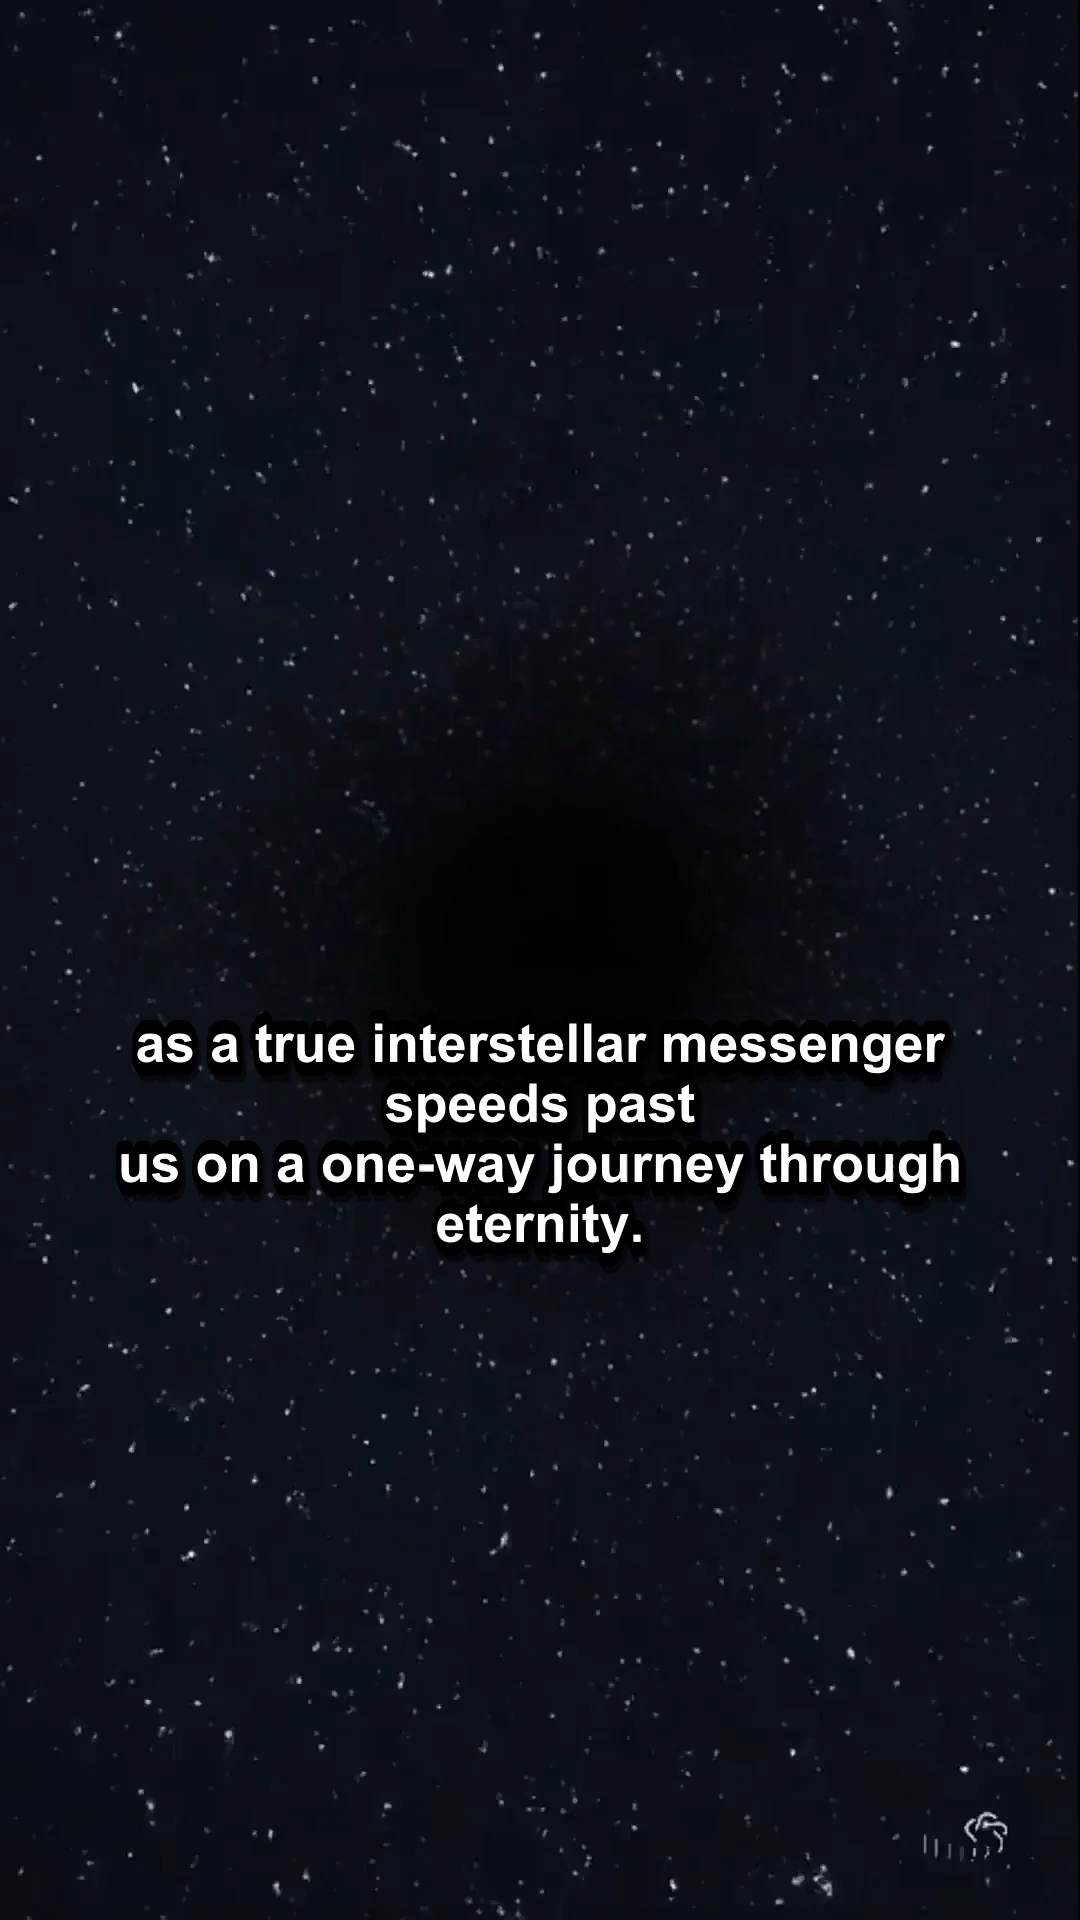 as a true interstellar messenger
speeds past
us on a one-way journey through
eternity.